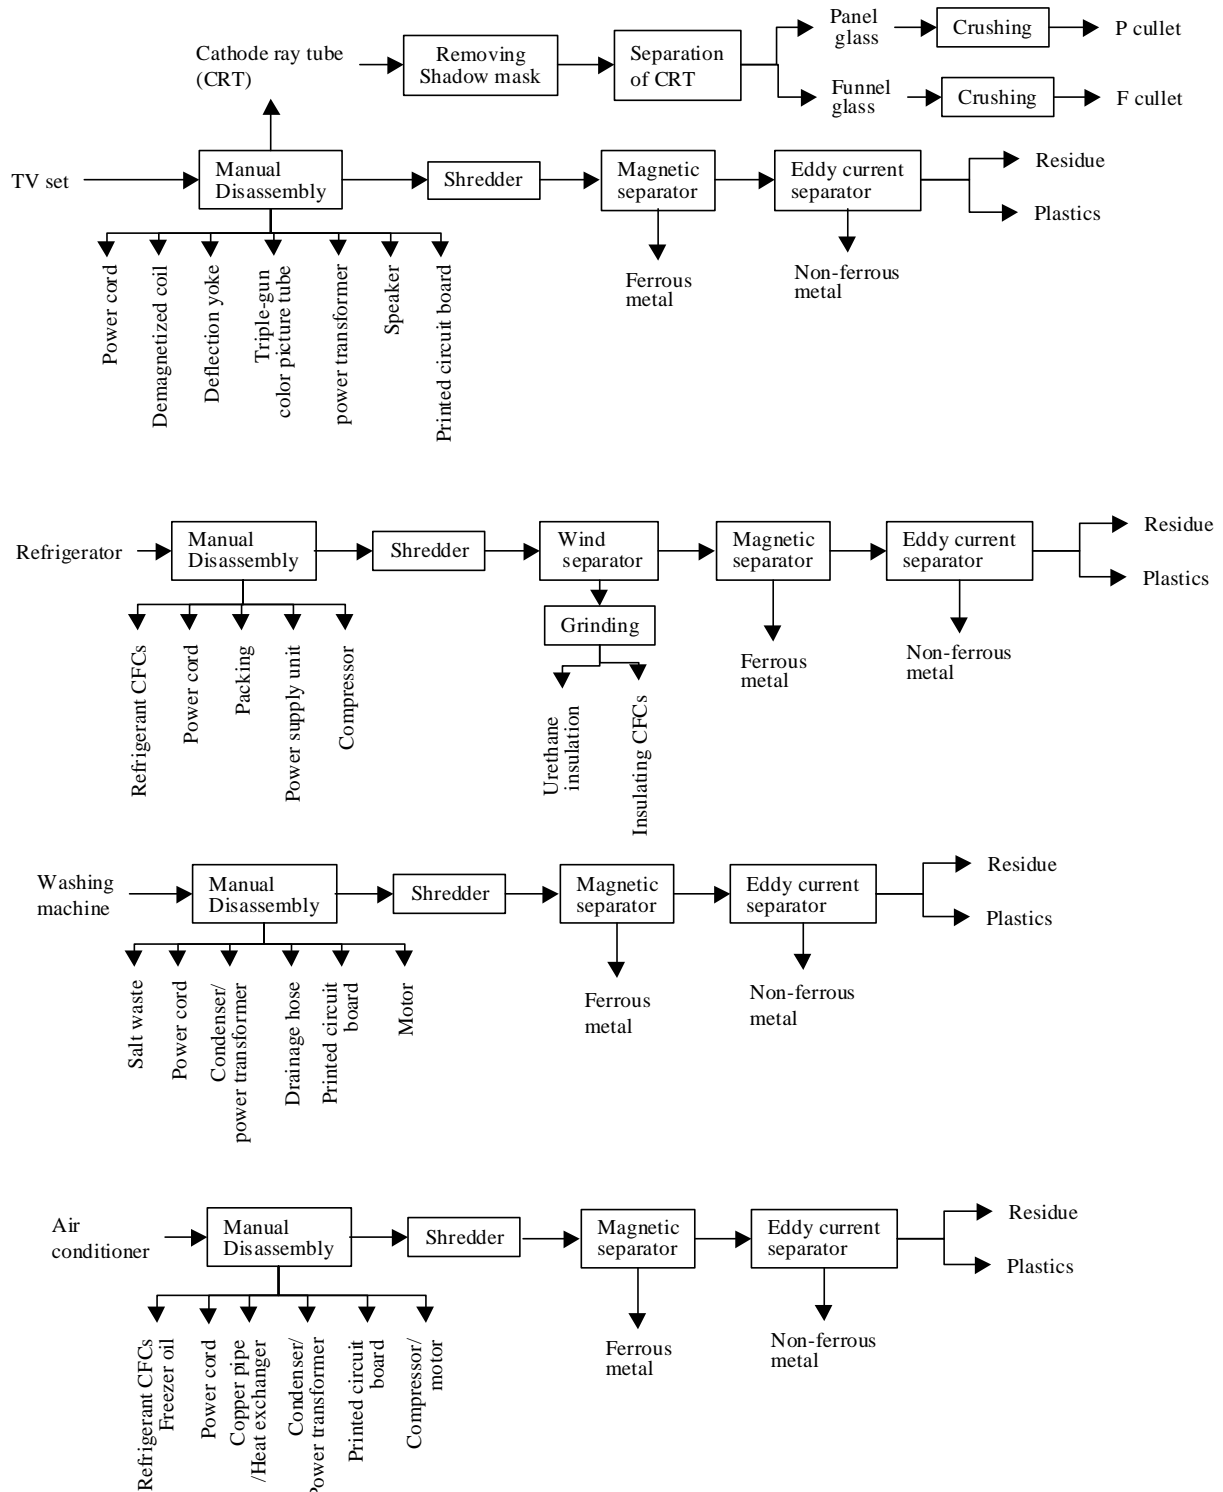 Cathode ray tube
(CRT)
Removing
Shadow mask
Separation
of CRT
Panel
glass
Crushing
P cullet
Funnel
glass
Crushing
F cullet
TV set
Manual
Disassembly
Shredder
Magnetic
separator
Eddy current
separator
Residue
Plastics
Ferrous
metal
Non-ferrous
metal
Power cord
Demagnetized coil
Deflection yoke
Triple-gun
color picture tube
power transformer
Speaker
Printed circuit board
Refrigerator
Manual
Disassembly
Shredder
Wind
separator
Magnetic
separator
Eddy current
separator
Residue
Plastics
Grinding
Ferrous
metal
Non-ferrous
metal
Refrigerant CFCs
Power cord
Packing
Power supply unit
Compressor
Urethane
insulation
Insulating CFCs
Washing
machine
Manual
Disassembly
Shredder
Magnetic
separator
Eddy current
separator
Residue
Plastics
Ferrous
metal
Non-ferrous
metal
Salt waste
Power cord
Condenser/
power transformer
Drainage hose
Printed circuit
board
Motor
Air
conditioner
Manual
Disassembly
Shredder
Magnetic
separator
Eddy current
separator
Residue
Plastics
Ferrous
metal
Non-ferrous
metal
Refrigerant CFCs
Freezer oil
Power cord
Copper pipe
/Heat exchanger
Condenser/
Power transformer
Printed circuit
board
Compressor/
motor